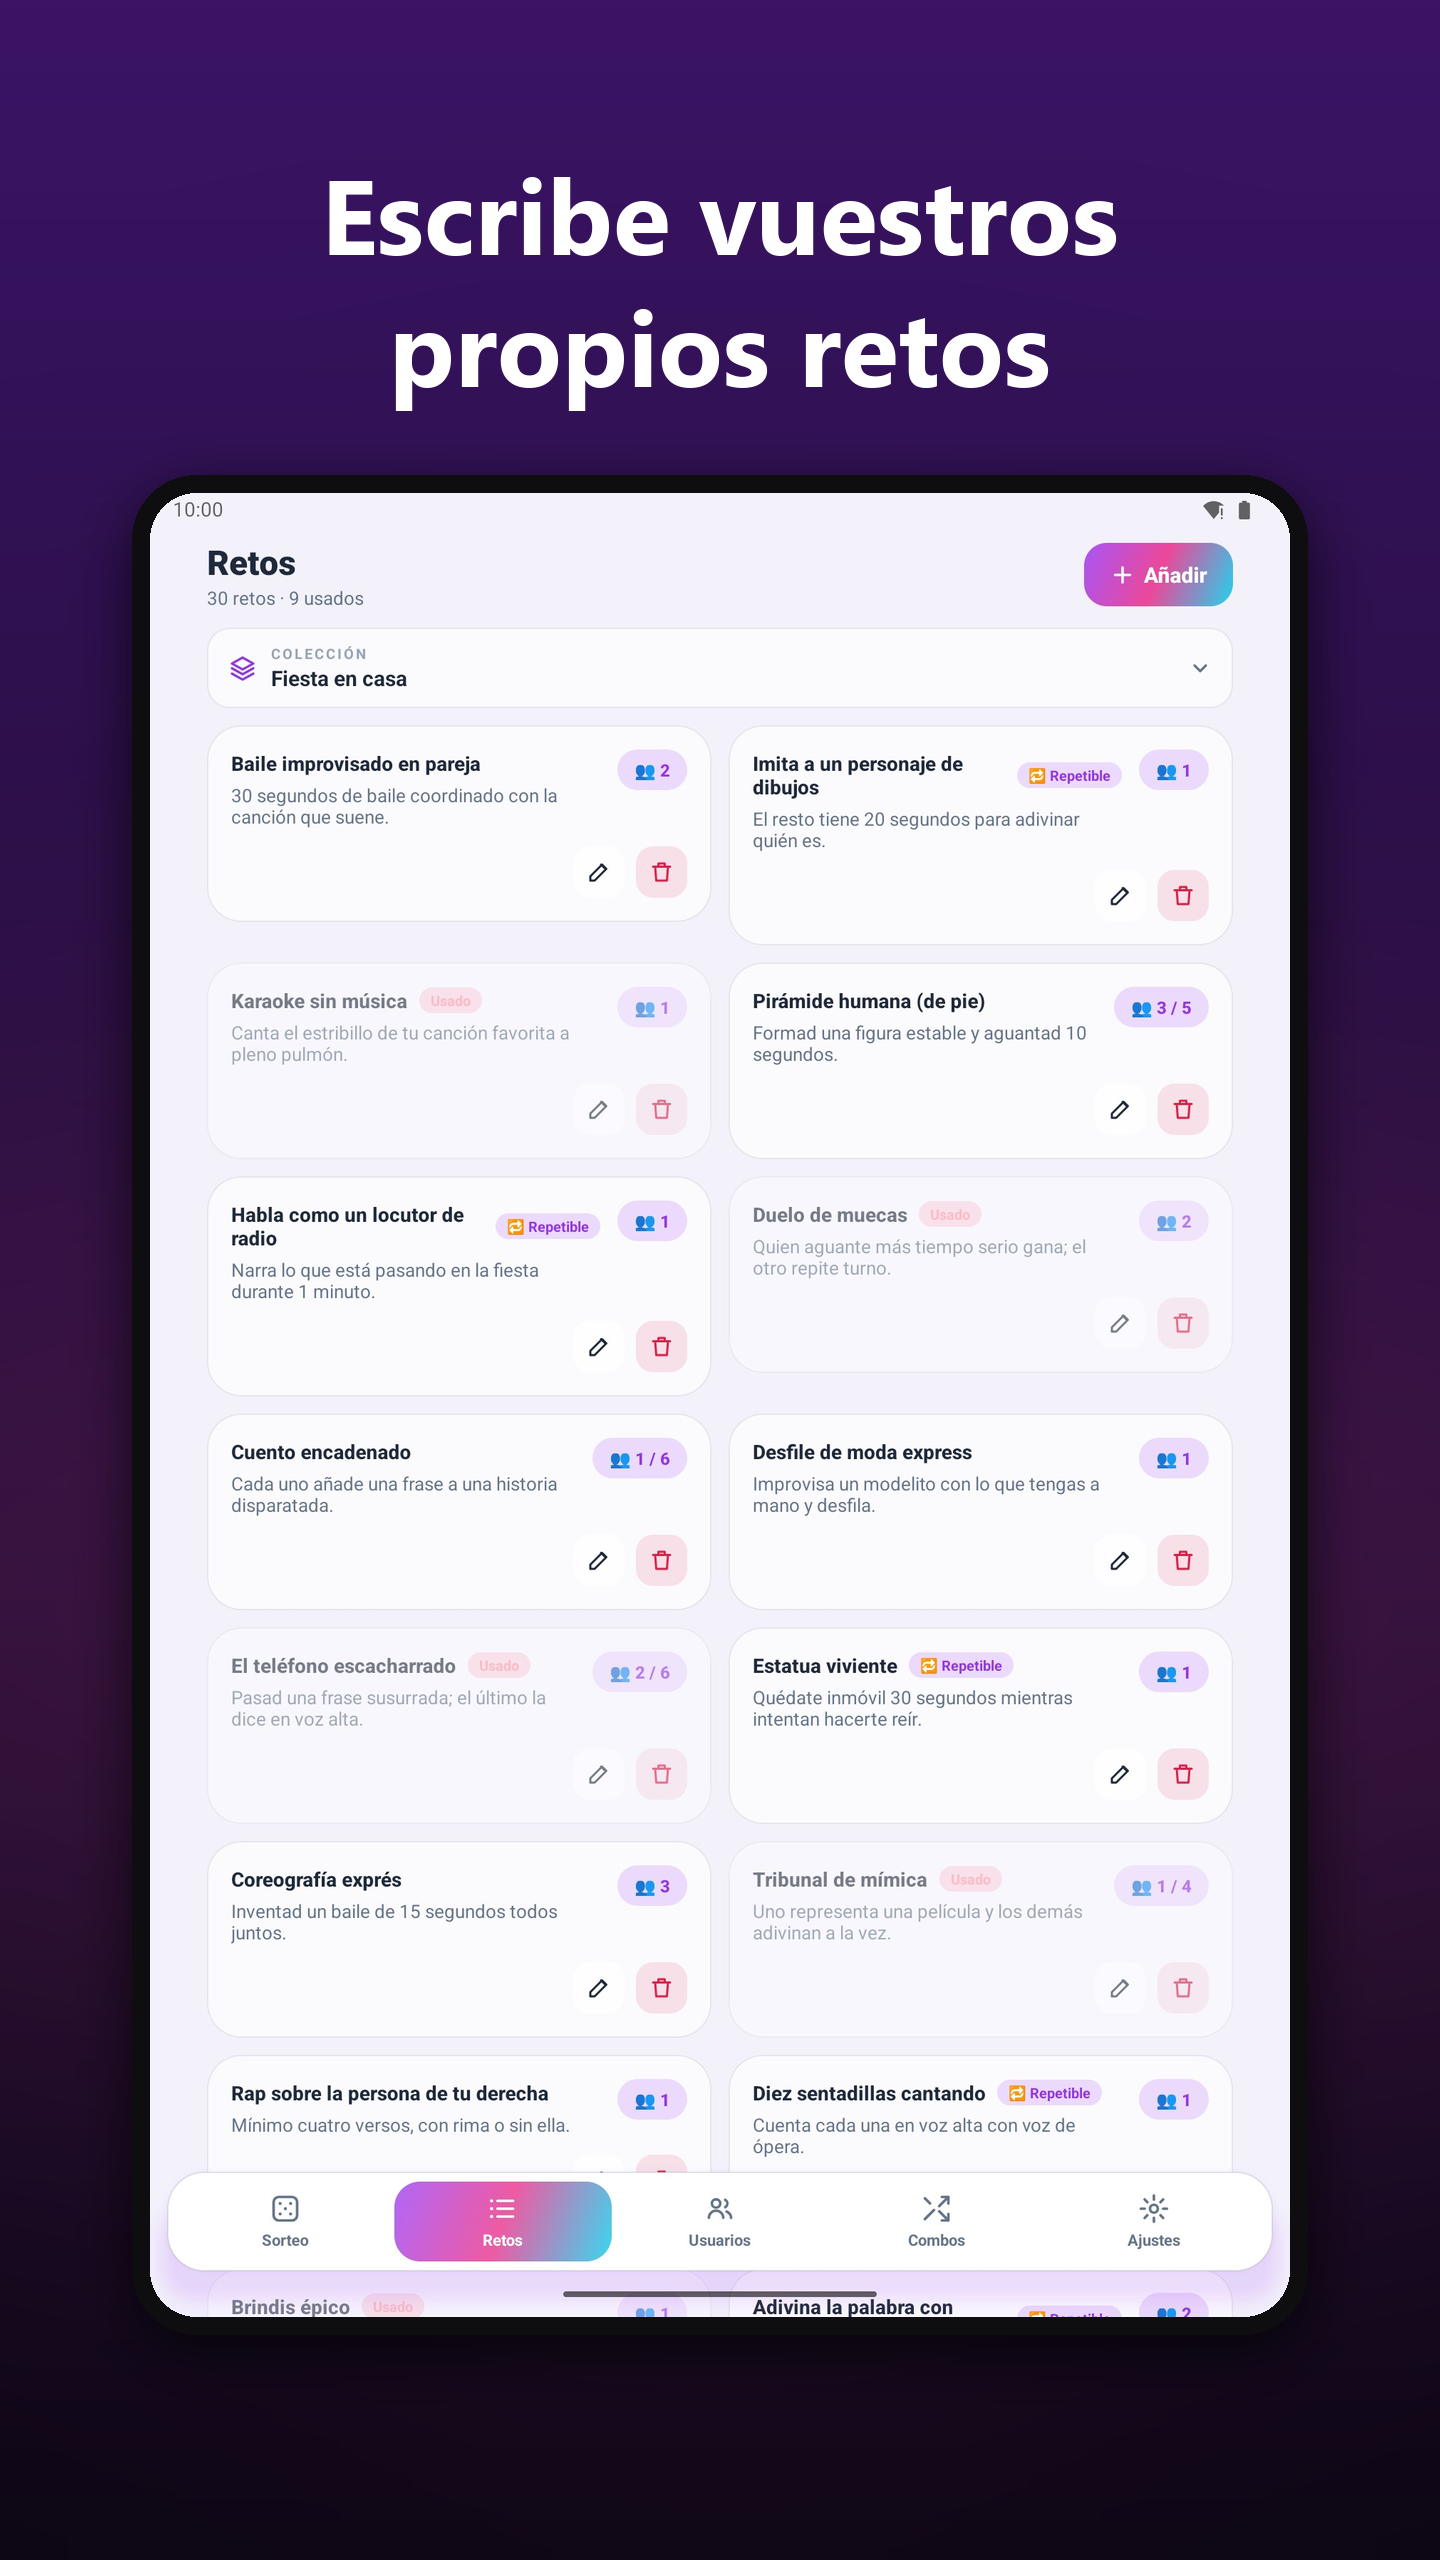 Escribe vuestros
propios retos
10:00
Retos
30 retos · 9 usados
+ Añadir
COLECCIÓN
Fiesta en casa
Baile improvisado en pareja
2
30 segundos de baile coordinado con la
canción que suene.
Imita a un personaje de
dibujos
Repetible
1
El resto tiene 20 segundos para adivinar
quién es.
Karaoke sin música
Usado
1
Canta el estribillo de tu canción favorita a
pleno pulmón.
Pirámide humana (de pie)
3 / 5
Formad una figura estable y aguantad 10
segundos.
Habla como un locutor de
radio
Repetible
1
Narra lo que está pasando en la fiesta
durante 1 minuto.
Duelo de muecas
Usado
2
Quien aguante más tiempo serio gana; el
otro repite turno.
Cuento encadenado
1 / 6
Cada uno añade una frase a una historia
disparatada.
Desfile de moda express
1
Improvisa un modelito con lo que tengas a
mano y desfila.
El teléfono escacharrado
Usado
2 / 6
Pasad una frase susurrada; el último la
dice en voz alta.
Estatua viviente
Repetible
1
Quédate inmóvil 30 segundos mientras
intentan hacerte reír.
Coreografía exprés
3
Inventad un baile de 15 segundos todos
juntos.
Tribunal de mímica
Usado
1 / 4
Uno representa una película y los demás
adivinan a la vez.
Rap sobre la persona de tu derecha
1
Mínimo cuatro versos, con rima o sin ella.
Diez sentadillas cantando
Repetible
1
Cuenta cada una en voz alta con voz de
ópera.
Sorteo
Retos
Usuarios
Combos
Ajustes
Brindis épico
Usado
1
Adivina la palabra con
Repetible
2